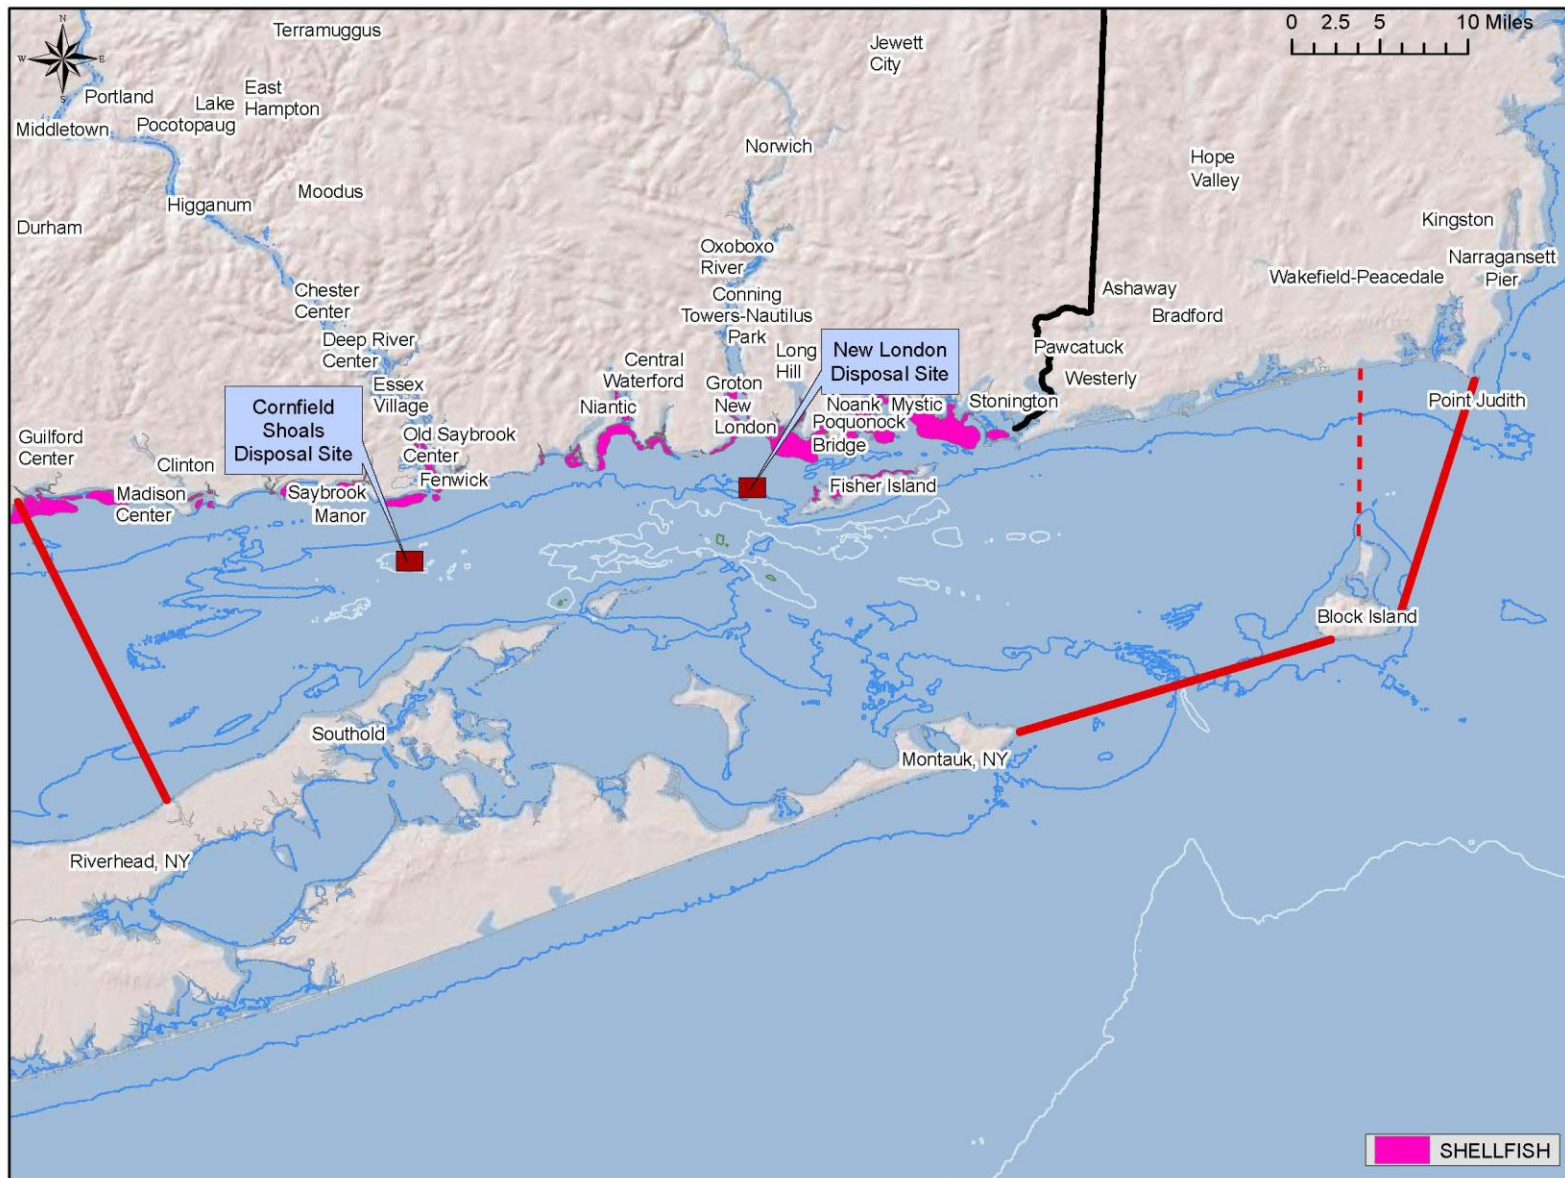 N
W E
S
0 2.5 5 10 Miles
Terramuggus
Jewett
City
Portland
Lake
Pocotopaug
East
Hampton
Middletown
Norwich
Hope
Valley
Moodus
Higganum
Durham
Kingston
Oxoboxo
River
Narragansett
Pier
Wakefield-Peacedale
Chester
Center
Conning
Towers-Nautilus
Park
Ashaway
Bradford
Deep River
Center
New London
Disposal Site
Long
Hill
Pawcatuck
Central
Waterford
Essex
Village
Westerly
Groton
New
London
Cornfield
Shoals
Disposal Site
Niantic
Noank
Mystic
Stonington
Point Judith
Poquonock
Bridge
Guilford
Center
Old Saybrook
Center
Clinton
Fenwick
Fisher Island
Madison
Center
Saybrook
Manor
Block Island
Southold
Montauk, NY
Riverhead, NY
SHELLFISH